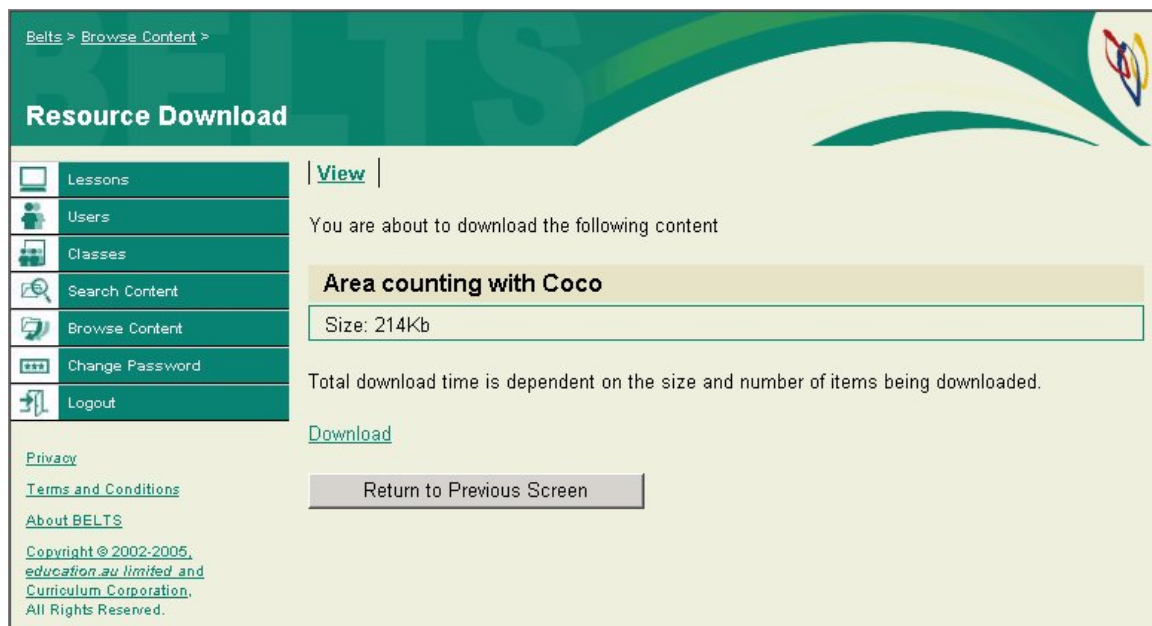 Belts > Browse Content >
BELTS
Resource Download
Lessons
Users
Classes
Search Content
Browse Content
Change Password
Logout
Privacy
Terms and Conditions
About BELTS
Copyright © 2002-2005,
education.au limited and
Curriculum Corporation,
All Rights Reserved.
View
You are about to download the following content
Area counting with Coco
Size: 214Kb
Total download time is dependent on the size and number of items being downloaded.
Download
Return to Previous Screen